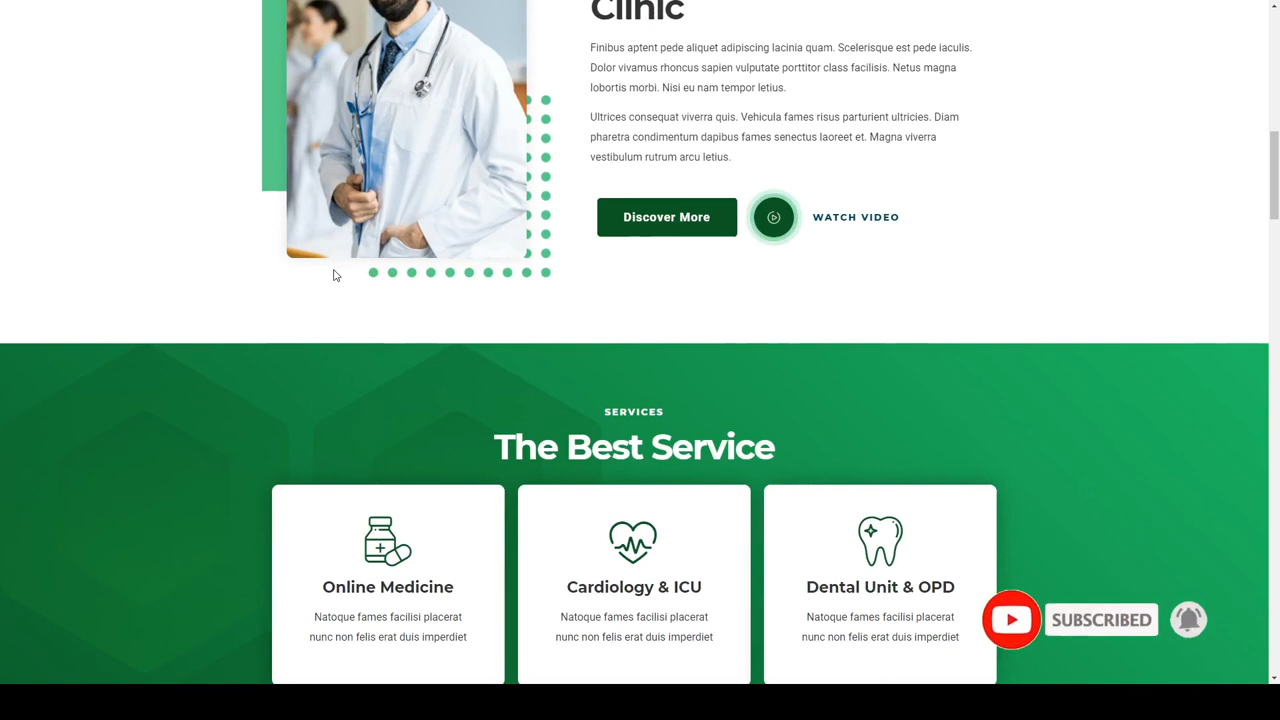 Clinic
Finibus aptent pede aliquet adipiscing lacinia quam. Scelerisque est pede iaculis.
Dolor vivamus rhoncus sapien vulputate porttitor class facilisis. Netus magna
lobortis morbi. Nisi eu nam tempor letius.
Ultrices consequat viverra quis. Vehicula fames risus parturient ultricies. Diam
pharetra condimentum dapibus fames senectus laoreet et. Magna viverra
vestibulum rutrum arcu letius.
Discover More
WATCH VIDEO
SERVICES
The Best Service
Online Medicine
Natoque fames facilisi placerat
nunc non felis erat duis imperdiet
Cardiology & ICU
Natoque fames facilisi placerat
nunc non felis erat duis imperdiet
Dental Unit & OPD
Natoque fames facilisi placerat
nunc non felis erat duis imperdiet
SUBSCRIBED